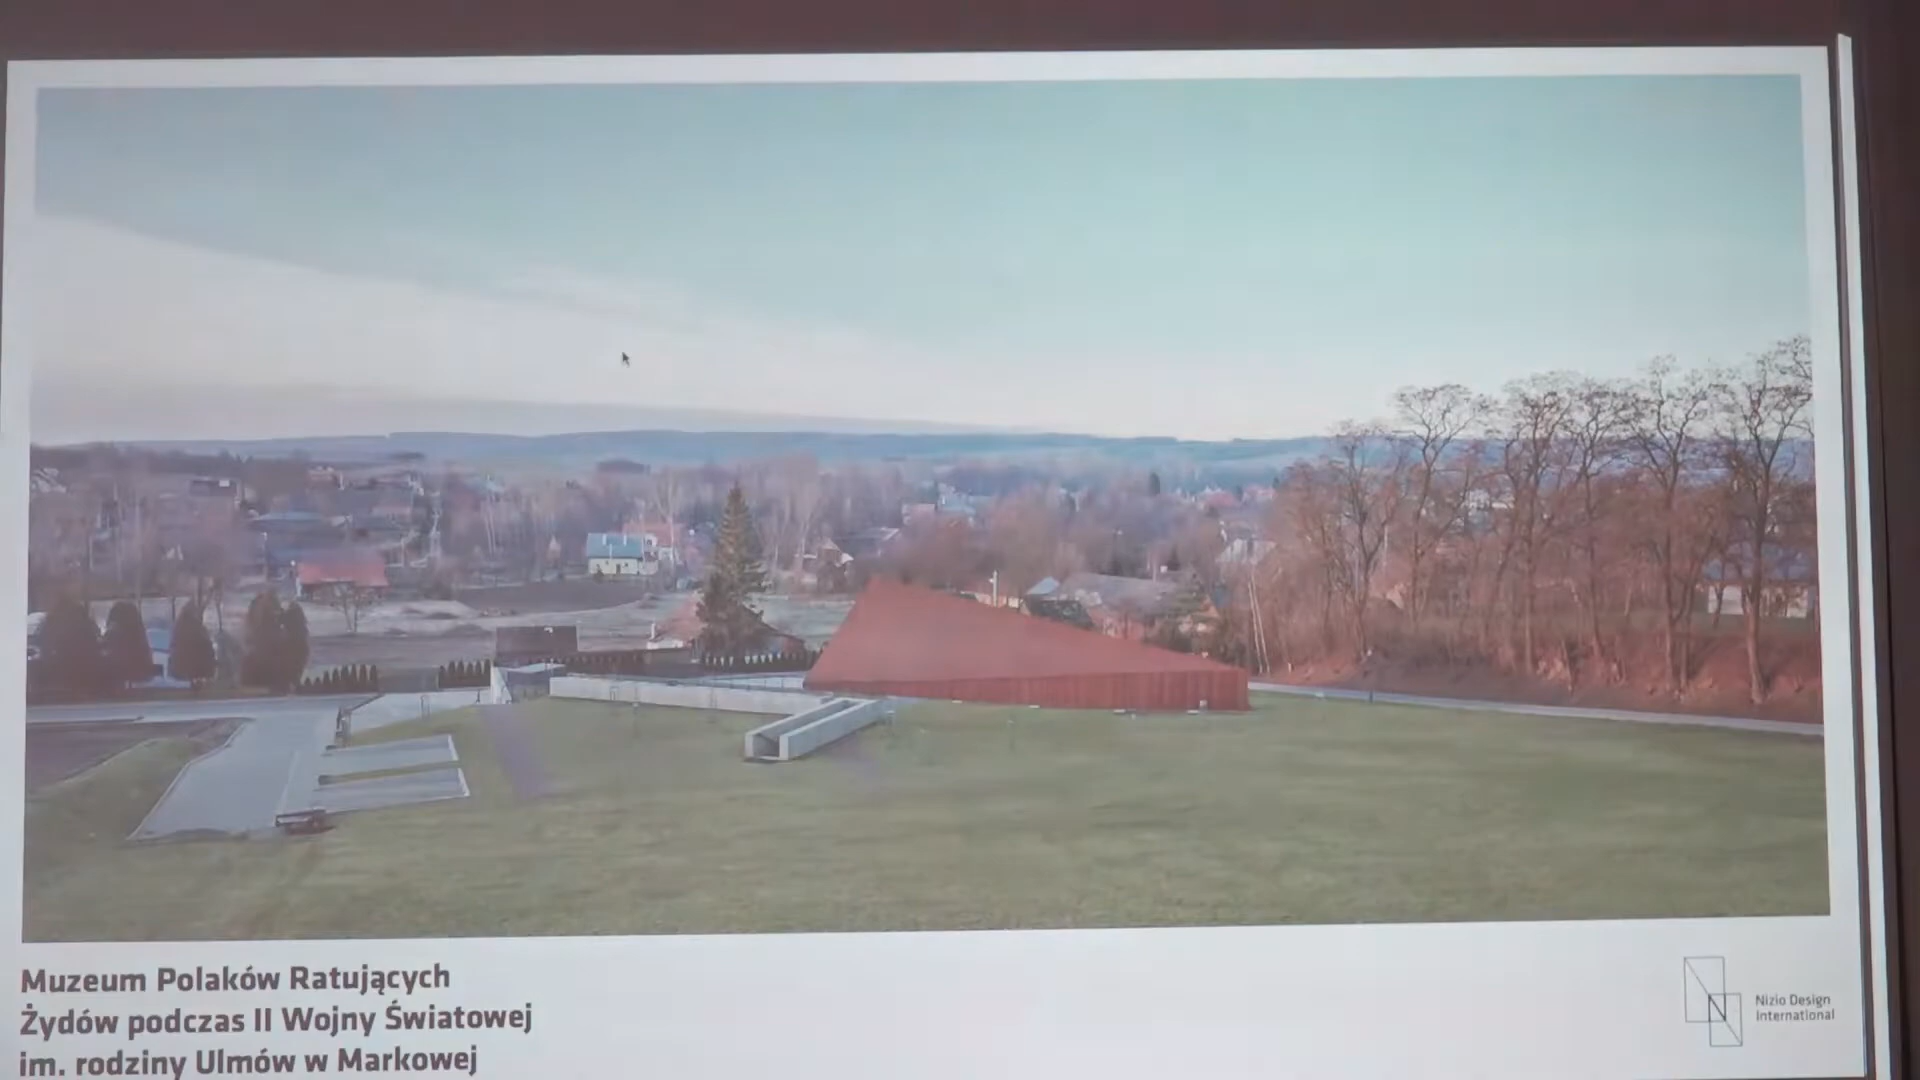 Muzeum Polaków Ratujących
Żydów podczas II Wojny Światowej
im. rodziny Ulmów w Markowej
N
Nizio Design
International